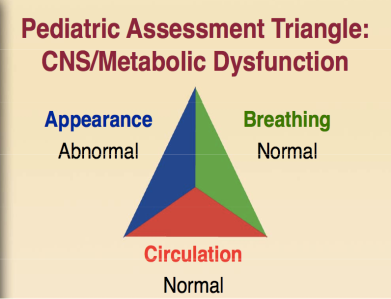 Pediatric Assessment Triangle:
CNS/Metabolic Dysfunction
Appearance
Abnormal
Breathing
Normal
Circulation
Normal